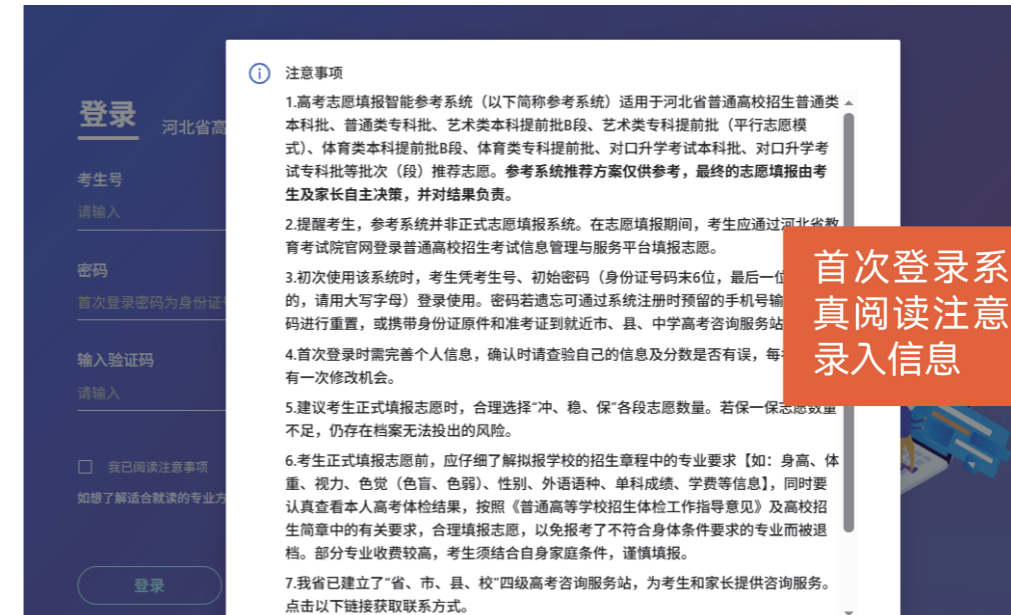 登录
河北省高
考生号
请输入
密码
首次登录密码为身份证
输入验证码
请输入
我已阅读注意事项
如想了解适合就读的专业方
登录
注意事项
1.高考志愿填报智能参考系统（以下简称参考系统）适用于河北省普通高校招生普通类
本科批、普通类专科批、艺术类本科提前批B段、艺术类专科提前批（平行志愿模
式）、体育类本科提前批B段、体育类专科提前批、对口升学考试本科批、对口升学考
试专科批等批次（段）推荐志愿。参考系统推荐方案仅供参考，最终的志愿填报由考
生及家长自主决策，并对结果负责。
2.提醒考生，参考系统并非正式志愿填报系统。在志愿填报期间，考生应通过河北省教
育考试院官网登录普通高校招生考试信息管理与服务平台填报志愿。
3.初次使用该系统时，考生凭考生号、初始密码（身份证号码末6位，最后一位
的，请用大写字母）登录使用。密码若遗忘可通过系统注册时预留的手机号输
码进行重置，或携带身份证原件和准考证到就近市、县、中学高考咨询服务站
4.首次登录时需完善个人信息，确认时请查验自己的信息及分数是否有误，每
有一次修改机会。
5.建议考生正式填报志愿时，合理选择“冲、稳、保”各段志愿数量。若保一保志愿数量
不足，仍存在档案无法投出的风险。
6.考生正式填报志愿前，应仔细了解拟报学校的招生章程中的专业要求【如：身高、体
重、视力、色觉（色盲、色弱）、性别、外语语种、单科成绩、学费等信息】，同时要
认真查看本人高考体检结果，按照《普通高等学校招生体检工作指导意见》及高校招
生简章中的有关要求，合理填报志愿，以免报考了不符合身体条件要求的专业而被退
档。部分专业收费较高，考生须结合自身家庭条件，谨慎填报。
7.我省已建立了“省、市、县、校”四级高考咨询服务站，为考生和家长提供咨询服务。
点击以下链接获取联系方式。
首次登录系
真阅读注意
录入信息